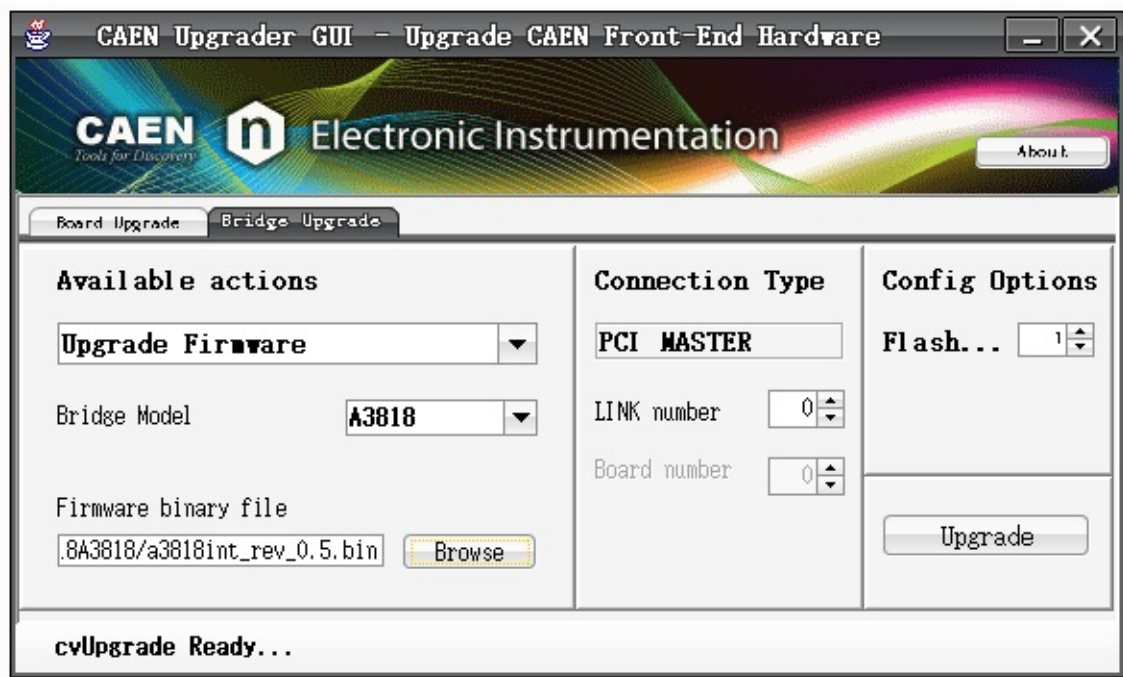 CAEN Upgrader GUI - Upgrade CAEN Front-End Hardware
CAEN n Electronic Instrumentation
Tools for Discovery
About
Board Upgrade Bridge Upgrade
Available actions
Upgrade Firmware
Bridge Model A3818
Firmware binary file
.8A3818/a3818int_rev_0.5.bin Browse
Connection Type
PCI MASTER
LINK number 0
Board number 0
Config Options
Flash... 1
Upgrade
cvUpgrade Ready...